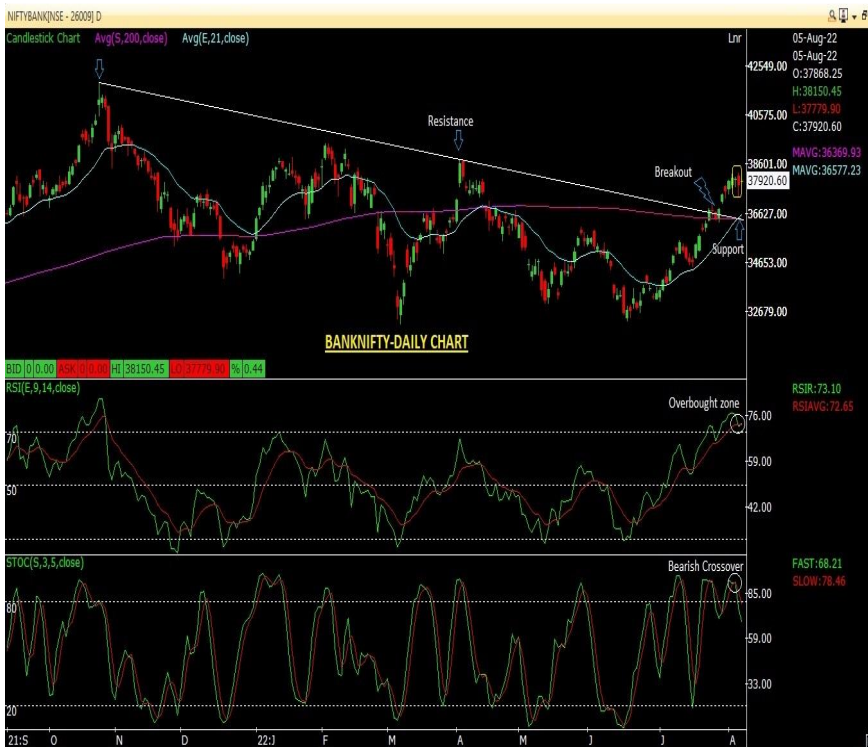 NIFTYBANK[NSE - 26009] D
Candlestick Chart Avg(S,200,close) Avg(E,21,close) Lnr
05-Aug-22
05-Aug-22
O:37868.25
H:38150.45
L:37779.90
C:37920.60
MAVG:36369.93
MAVG:36577.23
42549.00
40575.00
38601.00
37920.60
36627.00
34653.00
32679.00
Resistance
Breakout
Support
BANKNIFTY-DAILY CHART
BID 0 0.00 ASK 0 0.00 HI 38150.45 LO 37779.90 % 0.44
RSI(E,9,14,close)
Overbought zone
RSIR:73.10
RSIAVG:72.65
76.00
70
59.00
50
42.00
STOC(S,3,5,close)
Bearish Crossover
FAST:68.21
SLOW:78.46
85.00
80
59.00
33.00
20
21:S O N D 22:J F M A M J J A